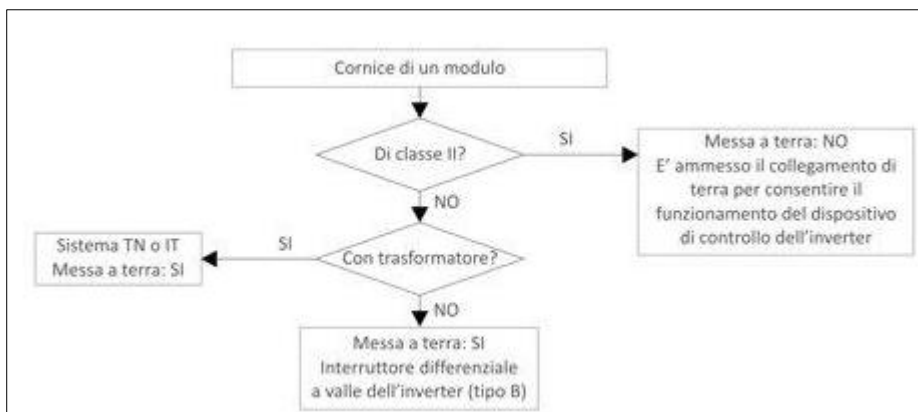 Cornice di un modulo
Di classe II?
SI
Messa a terra: NO
E' ammesso il collegamento di
terra per consentire il
funzionamento del dispositivo
di controllo dell'inverter
NO
Con trasformatore?
SI
Sistema TN o IT
Messa a terra: SI
NO
Messa a terra: SI
Interruttore differenziale
a valle dell'inverter (tipo B)